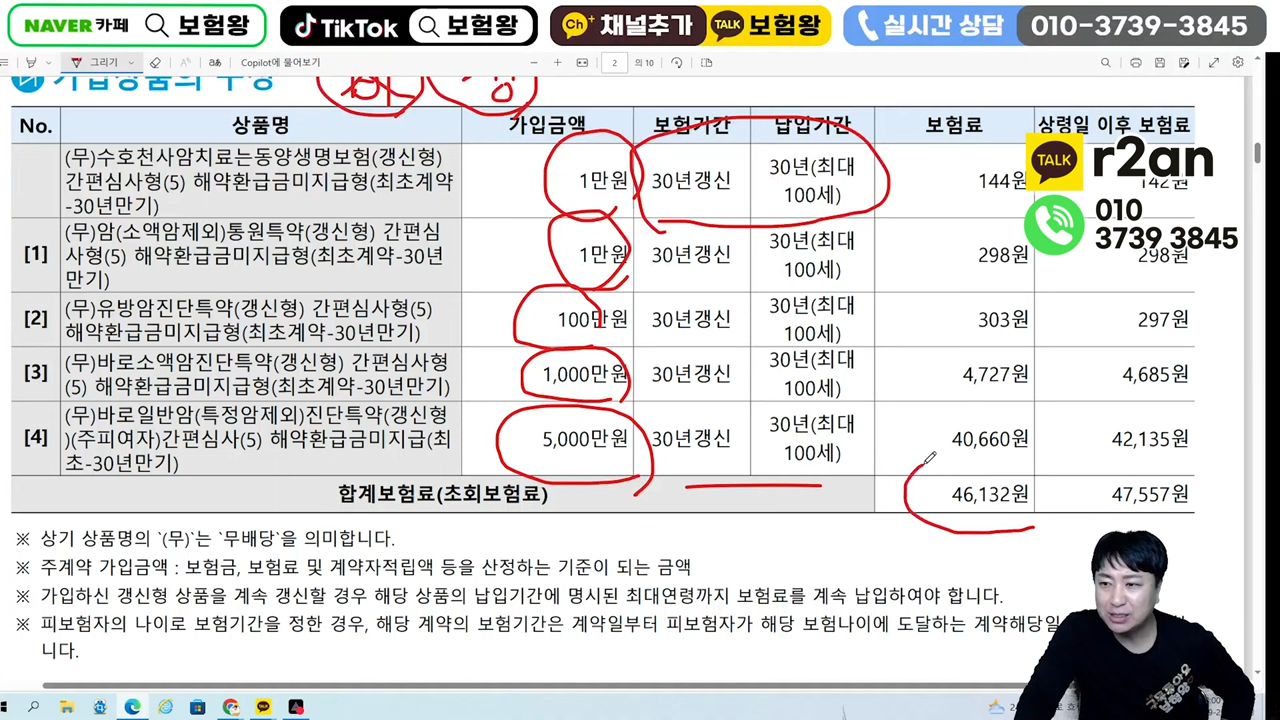 NAVER 카페 보험왕 TikTok 보험왕 Ch+ 채널추가 TALK 보험왕 실시간 상담 010-3739-3845
그리기 Copilot에 물어보기 2 의 10
가입상품의 구성
No. 상품명 가입금액 보험기간 납입기간 보험료 상령일 이후 보험료
(무)수호천사암치료는동양생명보험(갱신형)
간편심사형(5) 해약환급금미지급형(최초계약
-30년만기)
1만원 30년갱신 30년(최대
100세)
144원 142원
TALK r2an
010
3739 3845
[1] (무)암(소액암제외)통원특약(갱신형) 간편심
사형(5) 해약환급금미지급형(최초계약-30년
만기)
1만원 30년갱신 30년(최대
100세)
298원 298원
[2] (무)유방암진단특약(갱신형) 간편심사형(5)
해약환급금미지급형(최초계약-30년만기)
100만원 30년갱신 30년(최대
100세)
303원 297원
[3] (무)바로소액암진단특약(갱신형) 간편심사형
(5) 해약환급금미지급형(최초계약-30년만기)
1,000만원 30년갱신 30년(최대
100세)
4,727원 4,685원
[4] (무)바로일반암(특정암제외)진단특약(갱신형
)(주피여자)간편심사(5) 해약환급금미지급(최
초-30년만기)
5,000만원 30년갱신 30년(최대
100세)
40,660원 42,135원
합계보험료(초회보험료) 46,132원 47,557원
※ 상기 상품명의 `(무)`는 `무배당`을 의미합니다.
※ 주계약 가입금액 : 보험금, 보험료 및 계약자적립액 등을 산정하는 기준이 되는 금액
※ 가입하신 갱신형 상품을 계속 갱신할 경우 해당 상품의 납입기간에 명시된 최대연령까지 보험료를 계속 납입하여야 합니다.
※ 피보험자의 나이로 보험기간을 정한 경우, 해당 계약의 보험기간은 계약일부터 피보험자가 해당 보험나이에 도달하는 계약해당일
니다.